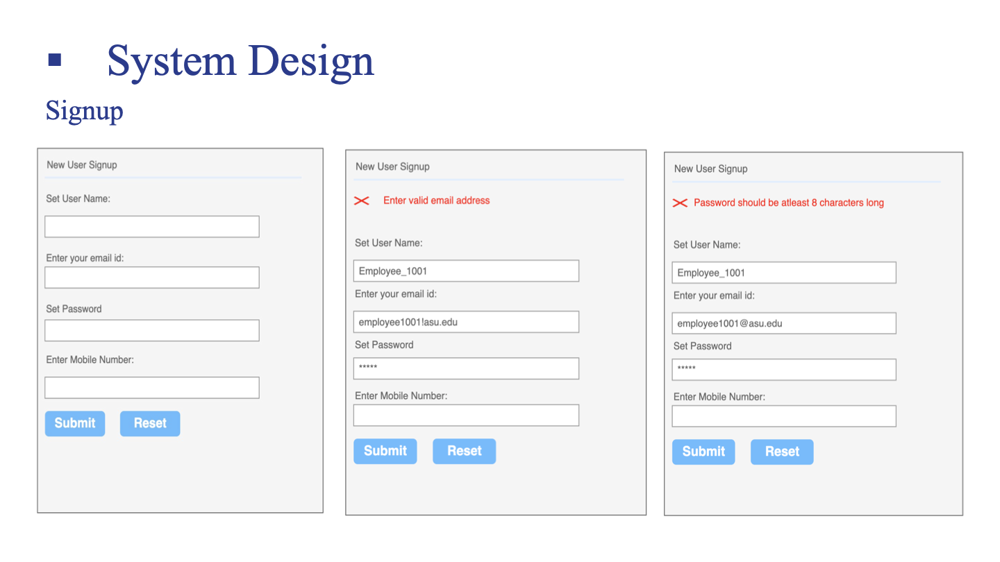 ▪ System Design
Signup
New User Signup
Set User Name:
Enter your email id:
Set Password
Enter Mobile Number:
Submit Reset
New User Signup
Enter valid email address
Set User Name:
Employee_1001
Enter your email id:
employee1001!asu.edu
Set Password
*****
Enter Mobile Number:
Submit Reset
New User Signup
Password should be atleast 8 characters long
Set User Name:
Employee_1001
Enter your email id:
employee1001@asu.edu
Set Password
*****
Enter Mobile Number:
Submit Reset